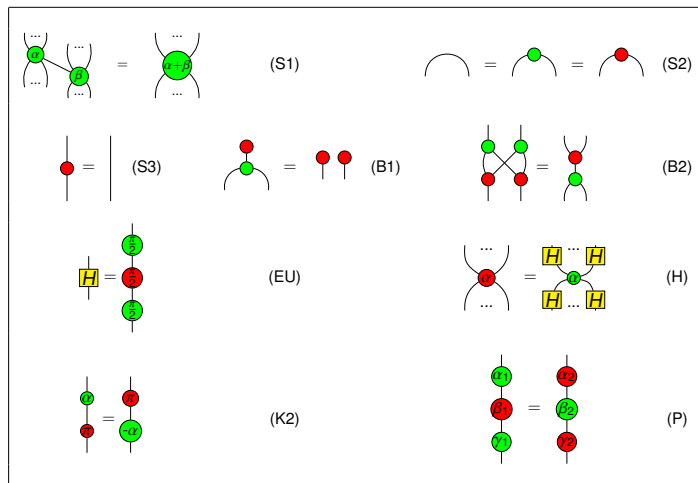 ... ... ... ...
α β = α+β (S1) = = (S2)
... ... ...
= (S3) = (B1) = (B2)
H = π/2 π/2 π/2 (EU)
... α ... = H ... H α H ... H (H)
α π = π -α (K2)
α₁ β₁ γ₁ = α₂ β₂ γ₂ (P)